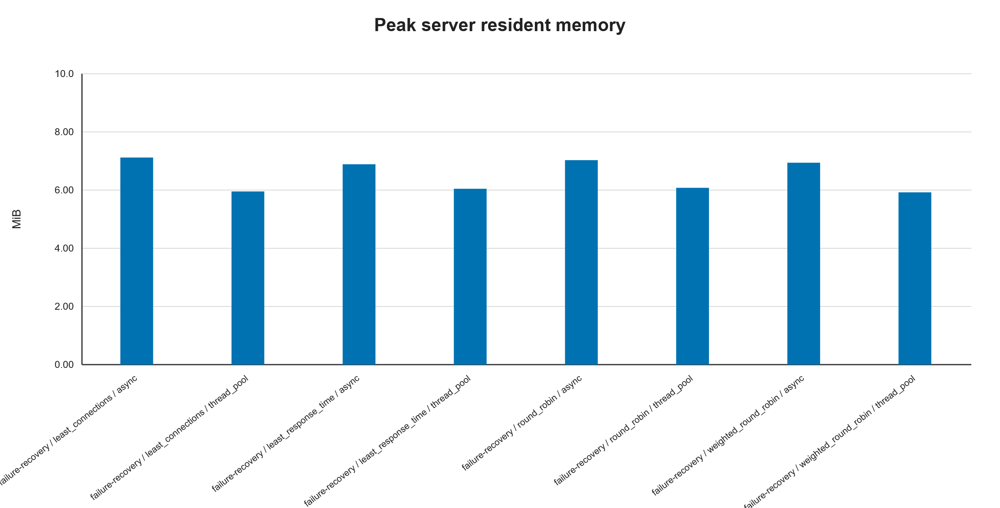 Peak server resident memory
10.0
8.00
6.00
4.00
2.00
0.00
MiB
failure-recovery / least_connections / async
failure-recovery / least_connections / thread_pool
failure-recovery / least_response_time / async
failure-recovery / least_response_time / thread_pool
failure-recovery / round_robin / async
failure-recovery / round_robin / thread_pool
failure-recovery / weighted_round_robin / async
failure-recovery / weighted_round_robin / thread_pool